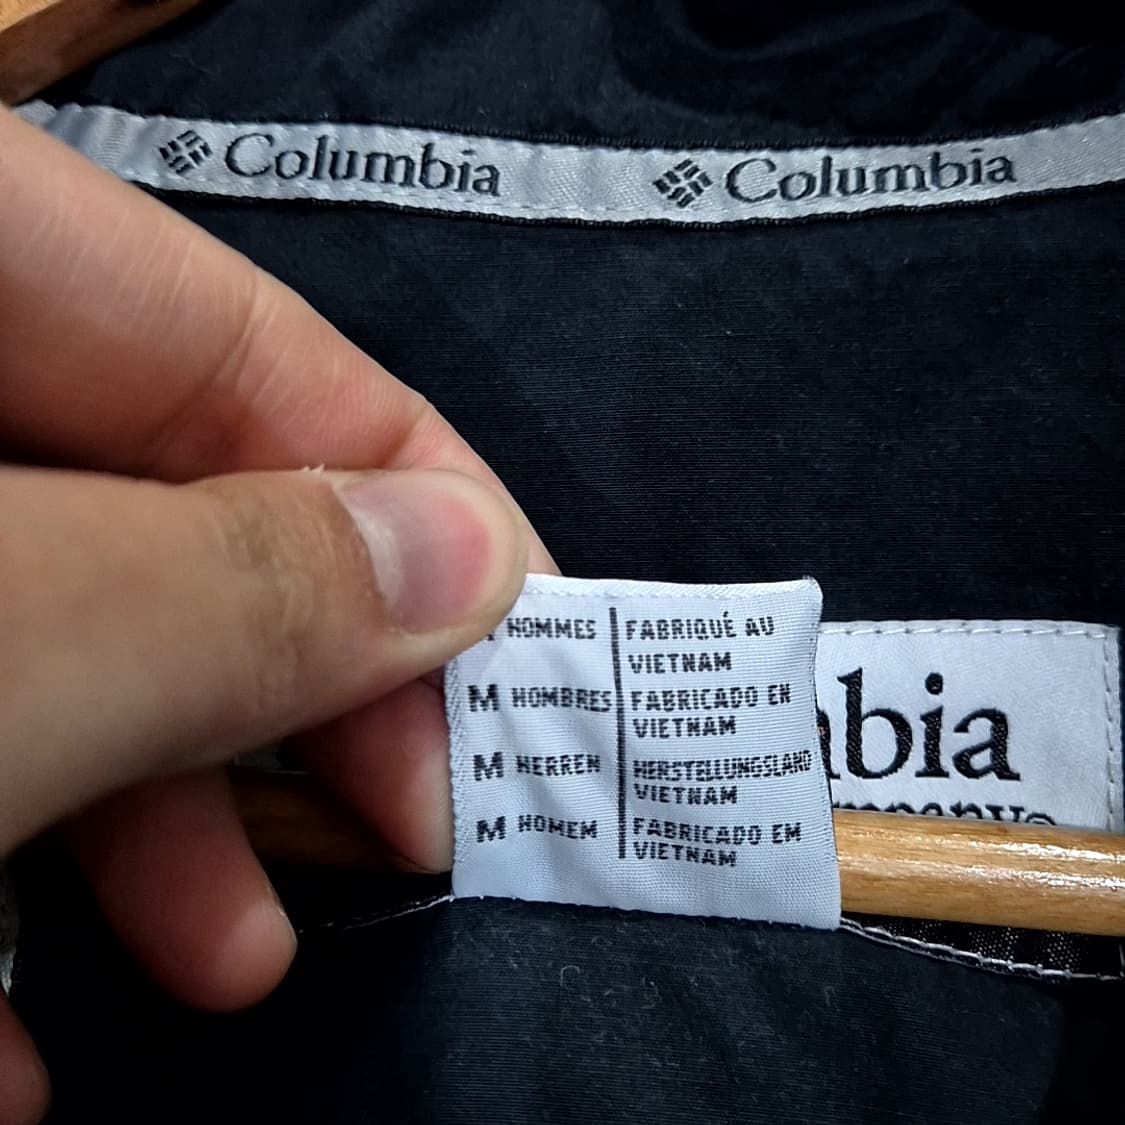 Columbia Columbia
HOMMES FABRIQUÉ AU
VIETNAM
M HOMBRES FABRICADO EN
VIETNAM
M HERREN HERSTELLUNGSLAND
VIETNAM
M HOMEM FABRICADO EM
VIETNAM
bia